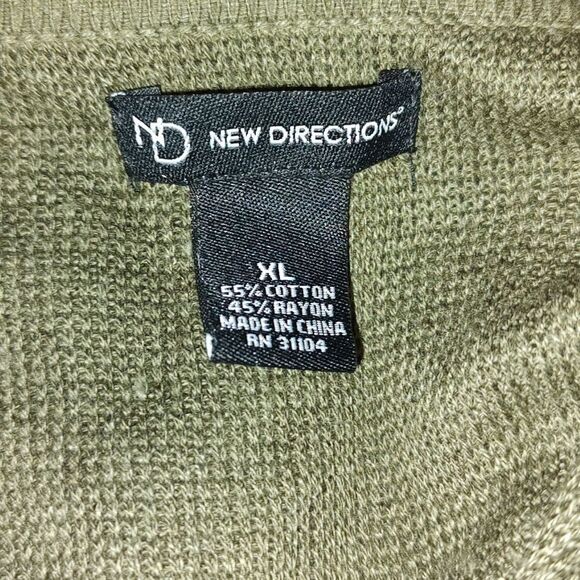 ND NEW DIRECTIONS®
XL
55% COTTON
45% RAYON
MADE IN CHINA
RN 31104